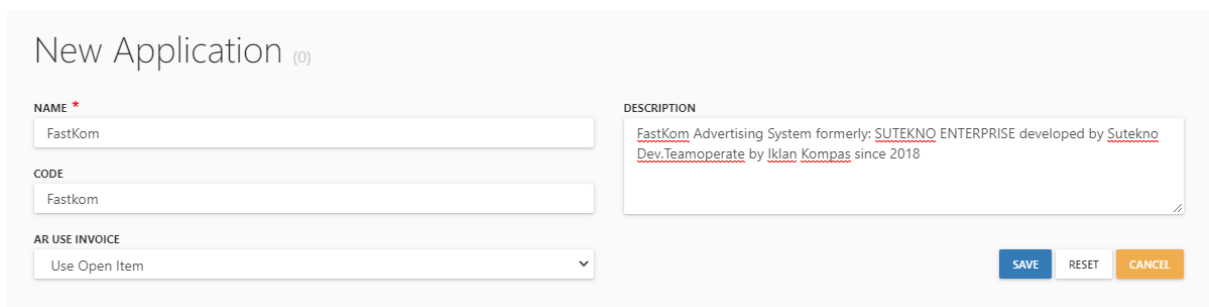 New Application (0)
NAME *
FastKom
CODE
Fastkom
AR USE INVOICE
Use Open Item
DESCRIPTION
FastKom Advertising System formerly: SUTEKNO ENTERPRISE developed by Sutekno
Dev.Teamoperate by Iklan Kompas since 2018
SAVE RESET CANCEL